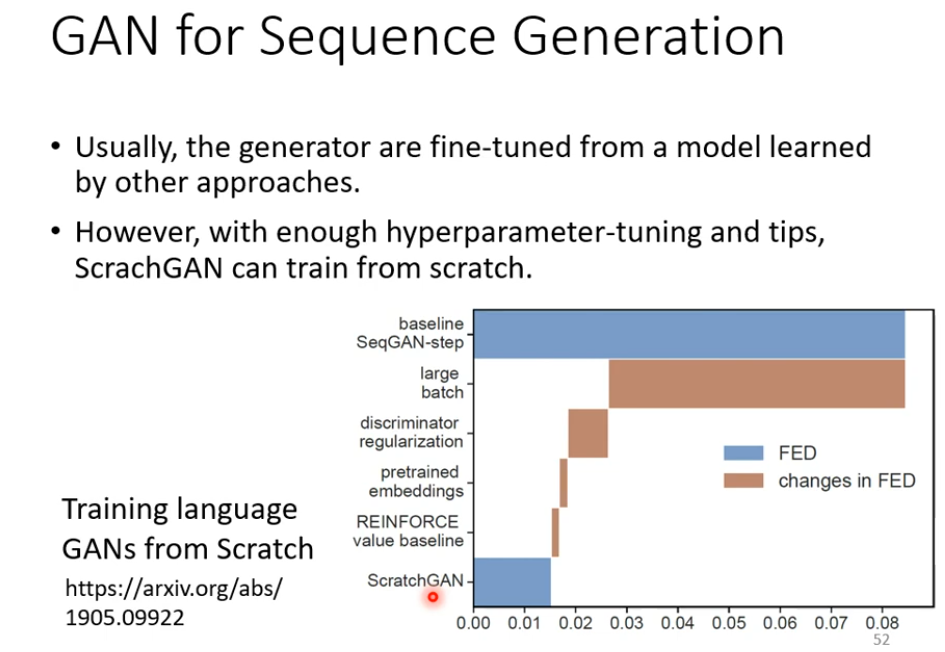 GAN for Sequence Generation
• Usually, the generator are fine-tuned from a model learned
by other approaches.
• However, with enough hyperparameter-tuning and tips,
ScrachGAN can train from scratch.
baseline
SeqGAN-step
large
batch
discriminator
regularization
pretrained
embeddings
REINFORCE
value baseline
ScratchGAN
FED
changes in FED
0.00 0.01 0.02 0.03 0.04 0.05 0.06 0.07 0.08
Training language
GANs from Scratch
https://arxiv.org/abs/
1905.09922
52